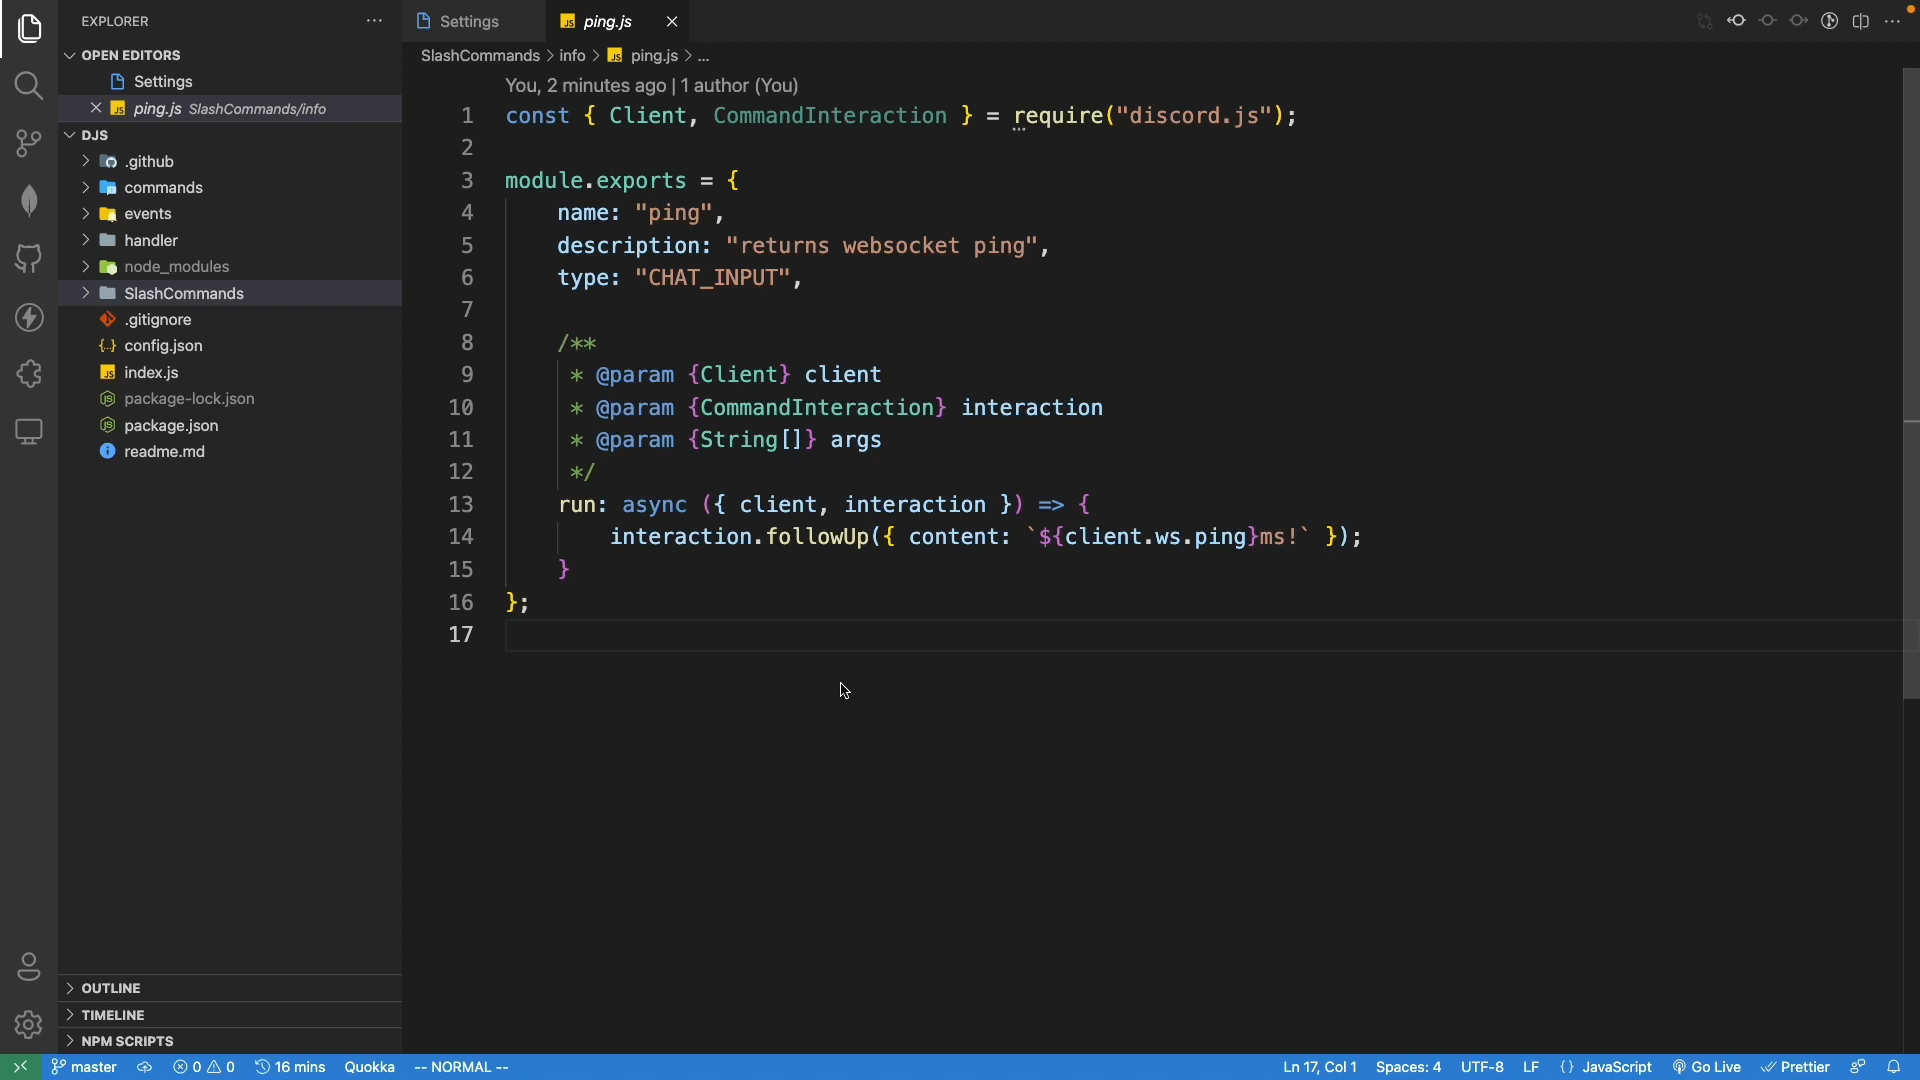 EXPLORER
OPEN EDITORS
Settings
ping.js SlashCommands/info
DJS
.github
commands
events
handler
node_modules
SlashCommands
.gitignore
config.json
index.js
package-lock.json
package.json
readme.md
OUTLINE
TIMELINE
NPM SCRIPTS
Settings
JS ping.js
SlashCommands > info > JS ping.js > ...
You, 2 minutes ago | 1 author (You)
1 const { Client, CommandInteraction } = require("discord.js");
2
3 module.exports = {
4 name: "ping",
5 description: "returns websocket ping",
6 type: "CHAT_INPUT",
7
8 /**
9 * @param {Client} client
10 * @param {CommandInteraction} interaction
11 * @param {String[]} args
12 */
13 run: async ({ client, interaction }) => {
14 interaction.followUp({ content: `${client.ws.ping}ms!` });
15 }
16 };
17
master 0 0 16 mins Quokka -- NORMAL -- Ln 17, Col 1 Spaces: 4 UTF-8 LF {} JavaScript Go Live Prettier